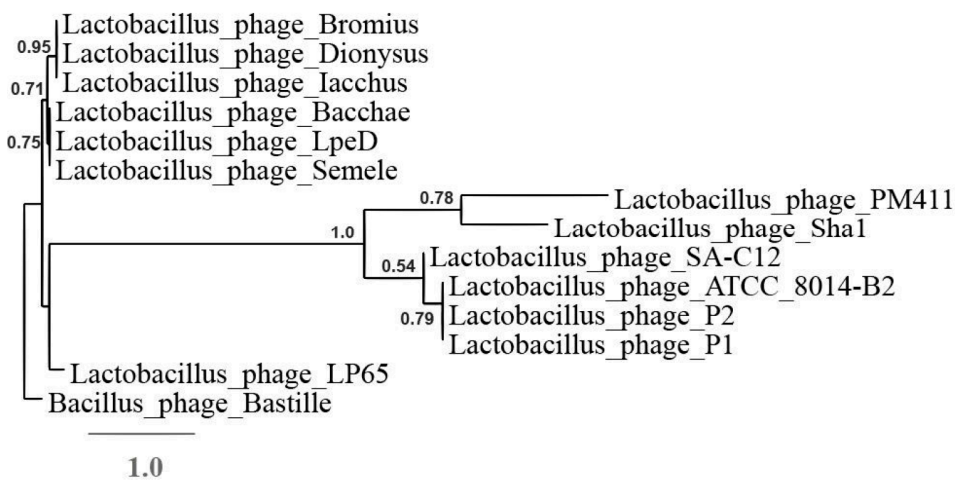 Lactobacillus_phage_Bromius
0.95
Lactobacillus_phage_Dionysus
Lactobacillus_phage_Iacchus
0.71
Lactobacillus_phage_Bacchae
0.75
Lactobacillus_phage_LpeD
Lactobacillus_phage_Semele
0.78
Lactobacillus_phage_PM411
Lactobacillus_phage_Sha1
1.0
Lactobacillus_phage_SA-C12
0.54
Lactobacillus_phage_ATCC_8014-B2
0.79
Lactobacillus_phage_P2
Lactobacillus_phage_P1
Lactobacillus_phage_LP65
Bacillus_phage_Bastille
1.0